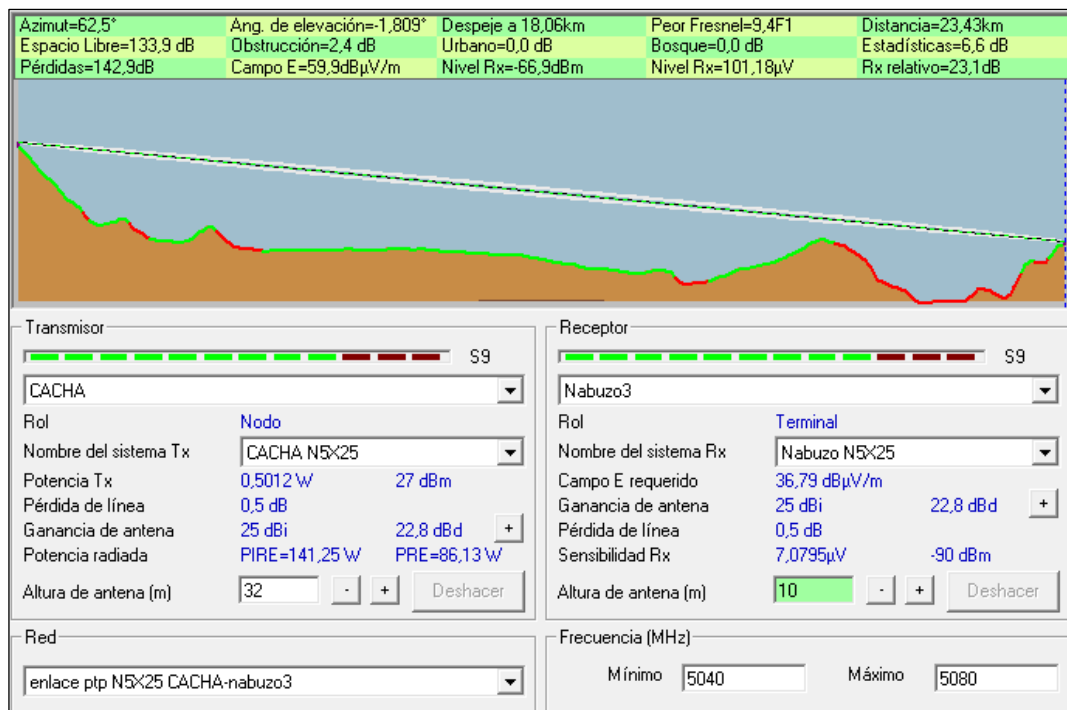 Azimut=62,5° Ang. de elevación=-1,809° Despeje a 18,06km Peor Fresnel=9,4F1 Distancia=23,43km
Espacio Libre=133,9 dB Obstrucción=2,4 dB Urbano=0,0 dB Bosque=0,0 dB Estadísticas=6,6 dB
Pérdidas=142,9dB Campo E=59,9dBµV/m Nivel Rx=-66,9dBm Nivel Rx=101,18µV Rx relativo=23,1dB
Transmisor
S9
CACHA
Rol Nodo
Nombre del sistema Tx CACHA N5X25
Potencia Tx 0,5012 W 27 dBm
Pérdida de línea 0,5 dB
Ganancia de antena 25 dBi 22,8 dBd +
Potencia radiada PIRE=141,25 W PRE=86,13 W
Altura de antena (m) 32 - + Deshacer
Red
enlace ptp N5X25 CACHA-nabuzo3
Receptor
S9
Nabuzo3
Rol Terminal
Nombre del sistema Rx Nabuzo N5X25
Campo E requerido 36,79 dBµV/m
Ganancia de antena 25 dBi 22,8 dBd +
Pérdida de línea 0,5 dB
Sensibilidad Rx 7,0795µV -90 dBm
Altura de antena (m) 10 - + Deshacer
Frecuencia (MHz)
Mínimo 5040 Máximo 5080